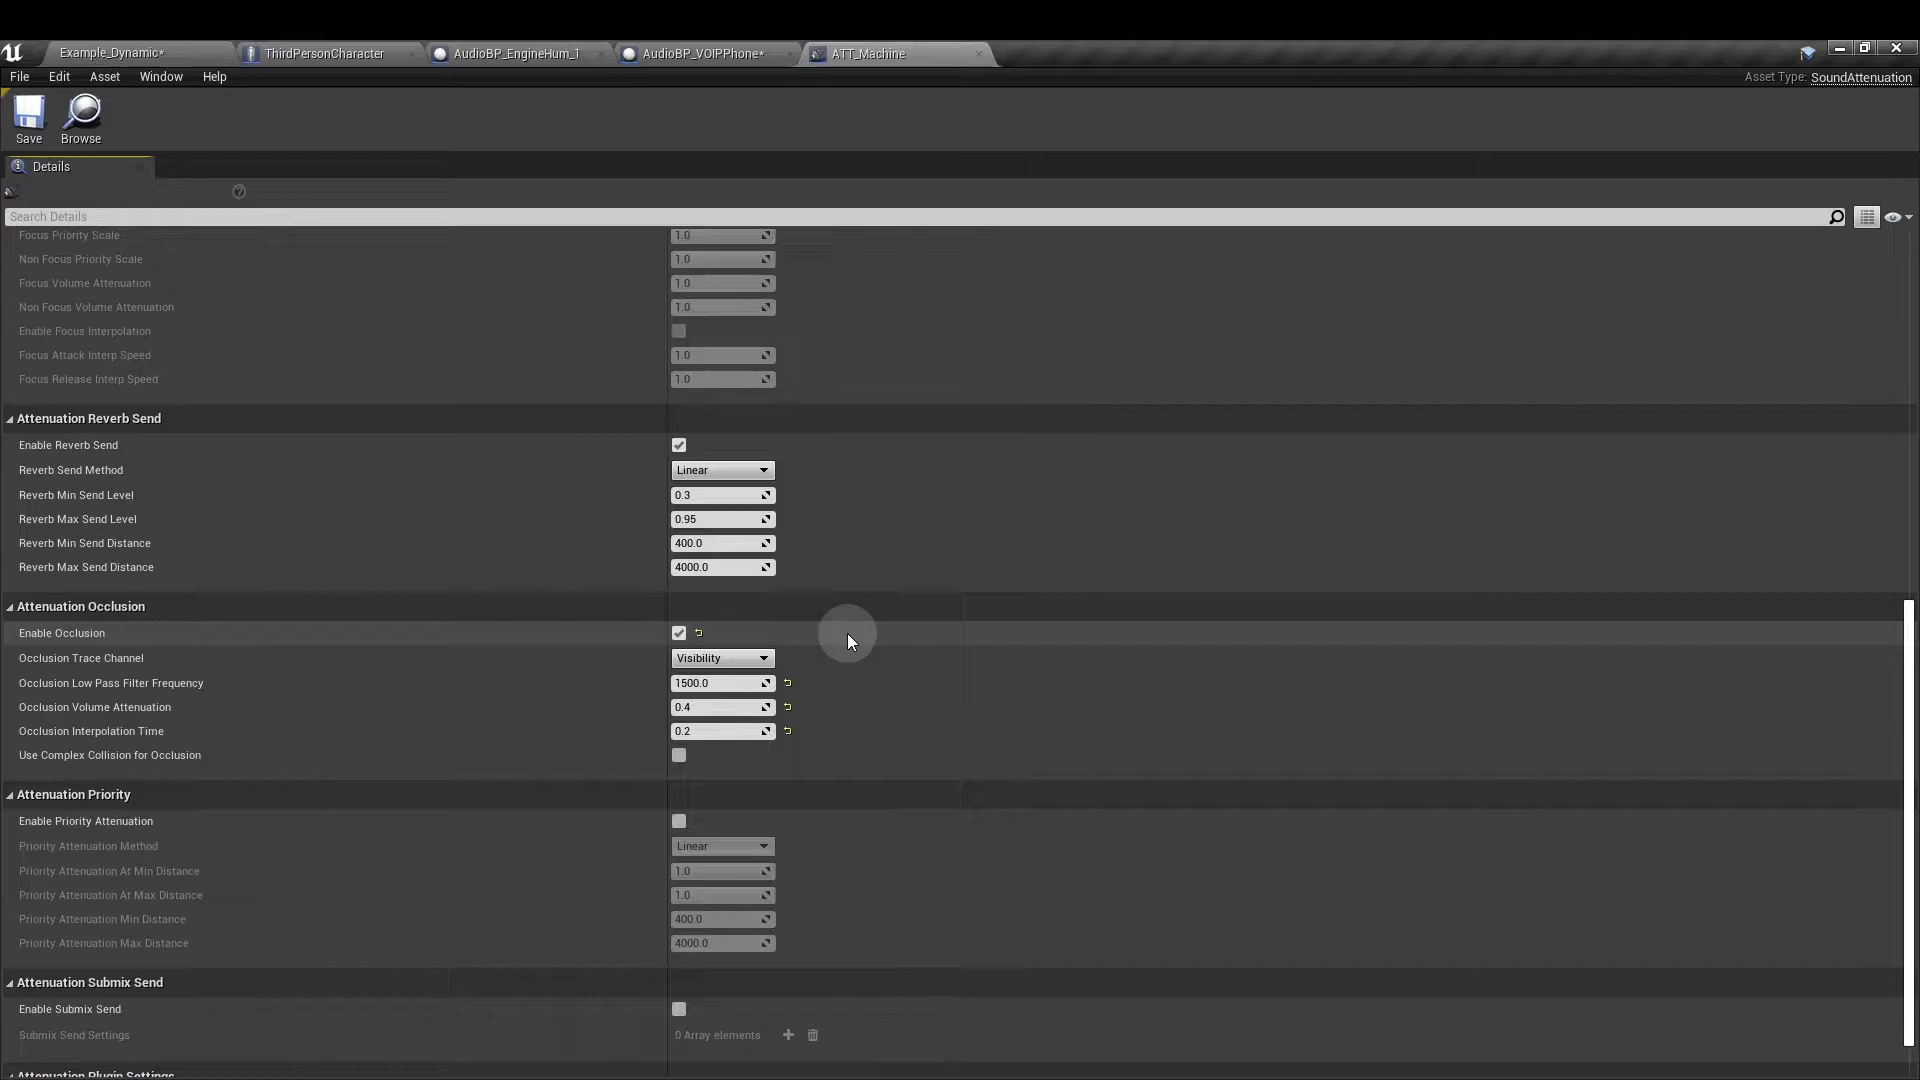 Example_Dynamic*
ThirdPersonCharacter
AudioBP_EngineHum_1
AudioBP_VOIPPhone*
ATT_Machine
File Edit Asset Window Help
Asset Type: SoundAttenuation
Save Browse
Details
Search Details
Focus Priority Scale 1.0
Non Focus Priority Scale 1.0
Focus Volume Attenuation 1.0
Non Focus Volume Attenuation 1.0
Enable Focus Interpolation
Focus Attack Interp Speed 1.0
Focus Release Interp Speed 1.0
Attenuation Reverb Send
Enable Reverb Send
Reverb Send Method Linear
Reverb Min Send Level 0.3
Reverb Max Send Level 0.95
Reverb Min Send Distance 400.0
Reverb Max Send Distance 4000.0
Attenuation Occlusion
Enable Occlusion
Occlusion Trace Channel Visibility
Occlusion Low Pass Filter Frequency 1500.0
Occlusion Volume Attenuation 0.4
Occlusion Interpolation Time 0.2
Use Complex Collision for Occlusion
Attenuation Priority
Enable Priority Attenuation
Priority Attenuation Method Linear
Priority Attenuation At Min Distance 1.0
Priority Attenuation At Max Distance 1.0
Priority Attenuation Min Distance 400.0
Priority Attenuation Max Distance 4000.0
Attenuation Submix Send
Enable Submix Send
Submix Send Settings 0 Array elements
Attenuation Plugin Settings